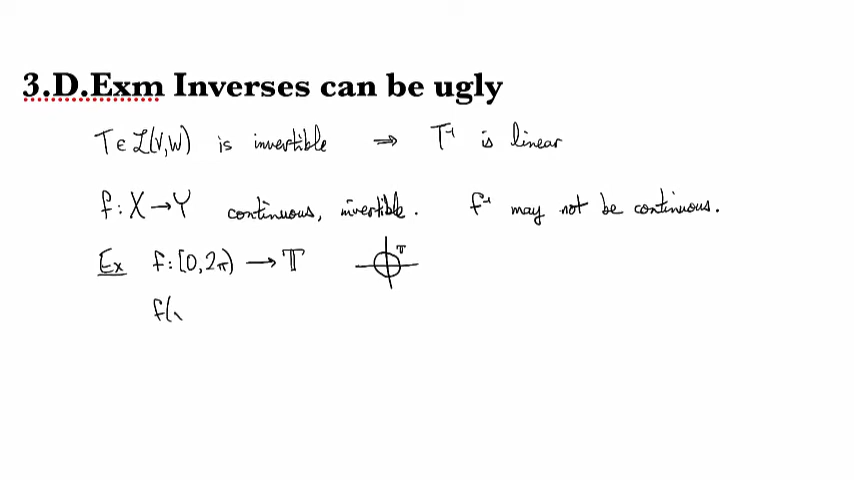 3.D.Exm Inverses can be ugly
T ∈ ℒ(V,W) is invertible ⇒ T⁻¹ is linear
f: X → Y continuous, invertible. f⁻¹ may not be continuous.
Ex f: [0, 2π) → 𝕋 𝕋
f(